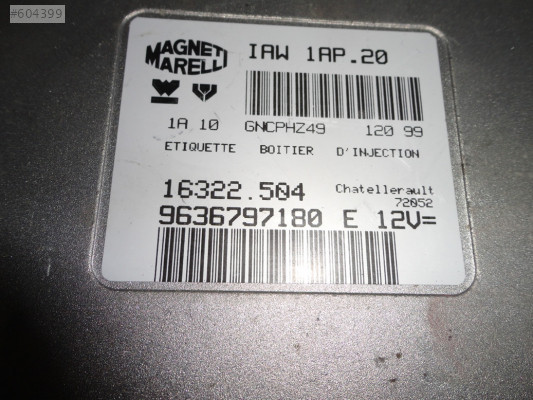 #604399
MAGNETI MARELLI IAW 1AP.20
1A 10 GNCPHZ49 120 99
ETIQUETTE BOITIER D'INJECTION
16322.504 Chatellerault
72052
9636797180 E 12V=